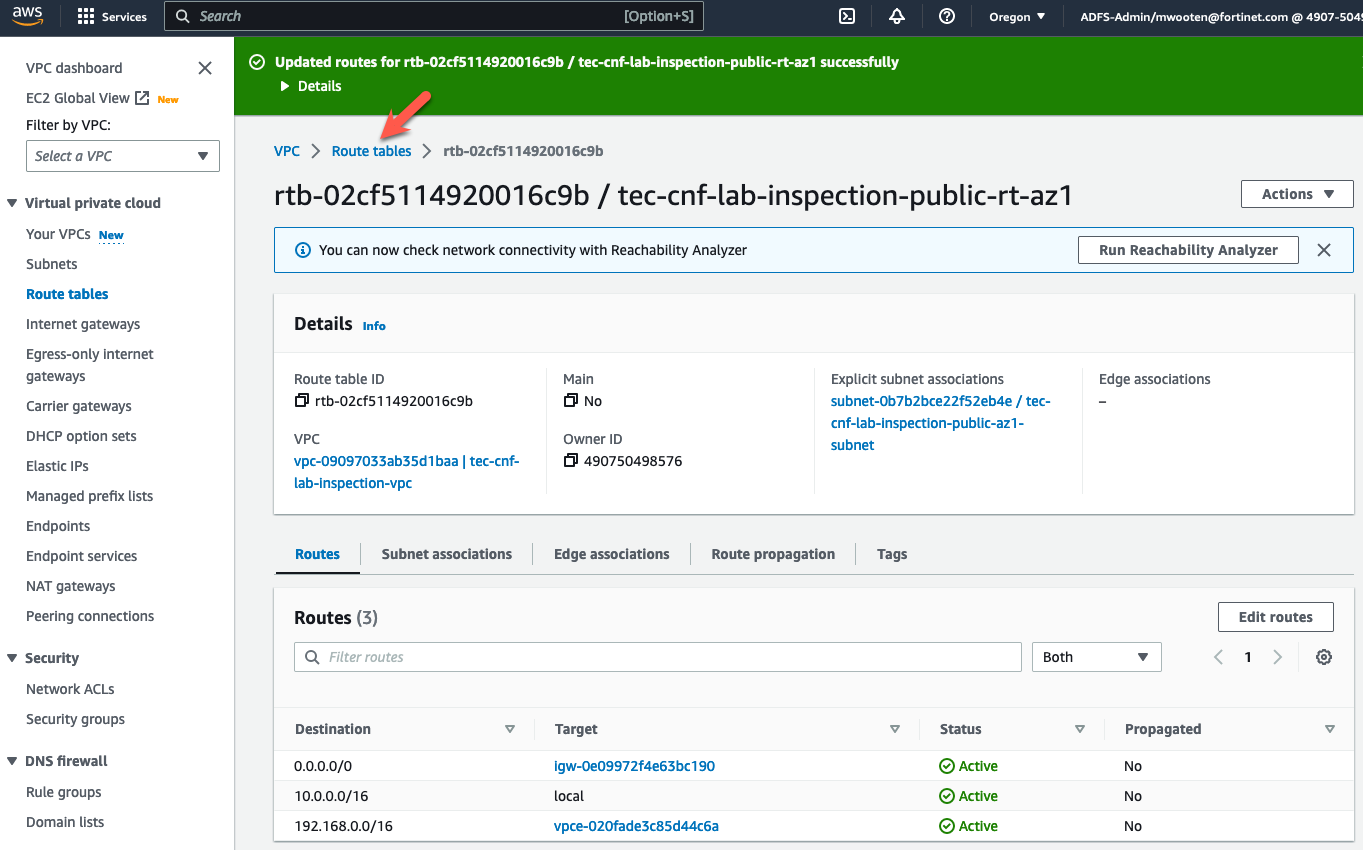 aws
Services
Search
[Option+S]
Oregon
ADFS-Admin/mwooten@fortinet.com @ 4907-5049
VPC dashboard
EC2 Global View New
Filter by VPC:
Select a VPC
Virtual private cloud
Your VPCs New
Subnets
Route tables
Internet gateways
Egress-only internet
gateways
Carrier gateways
DHCP option sets
Elastic IPs
Managed prefix lists
Endpoints
Endpoint services
NAT gateways
Peering connections
Security
Network ACLs
Security groups
DNS firewall
Rule groups
Domain lists
Updated routes for rtb-02cf5114920016c9b / tec-cnf-lab-inspection-public-rt-az1 successfully
Details
VPC
Route tables
rtb-02cf5114920016c9b
rtb-02cf5114920016c9b / tec-cnf-lab-inspection-public-rt-az1
Actions
You can now check network connectivity with Reachability Analyzer
Run Reachability Analyzer
Details Info
Route table ID
rtb-02cf5114920016c9b
VPC
vpc-09097033ab35d1baa | tec-cnf-
lab-inspection-vpc
Main
No
Owner ID
490750498576
Explicit subnet associations
subnet-0b7b2bce22f52eb4e / tec-
cnf-lab-inspection-public-az1-
subnet
Edge associations
–
Routes
Subnet associations
Edge associations
Route propagation
Tags
Routes (3)
Edit routes
Filter routes
Both
1
Destination Target Status Propagated
0.0.0.0/0 igw-0e09972f4e63bc190 Active No
10.0.0.0/16 local Active No
192.168.0.0/16 vpce-020fade3c85d44c6a Active No